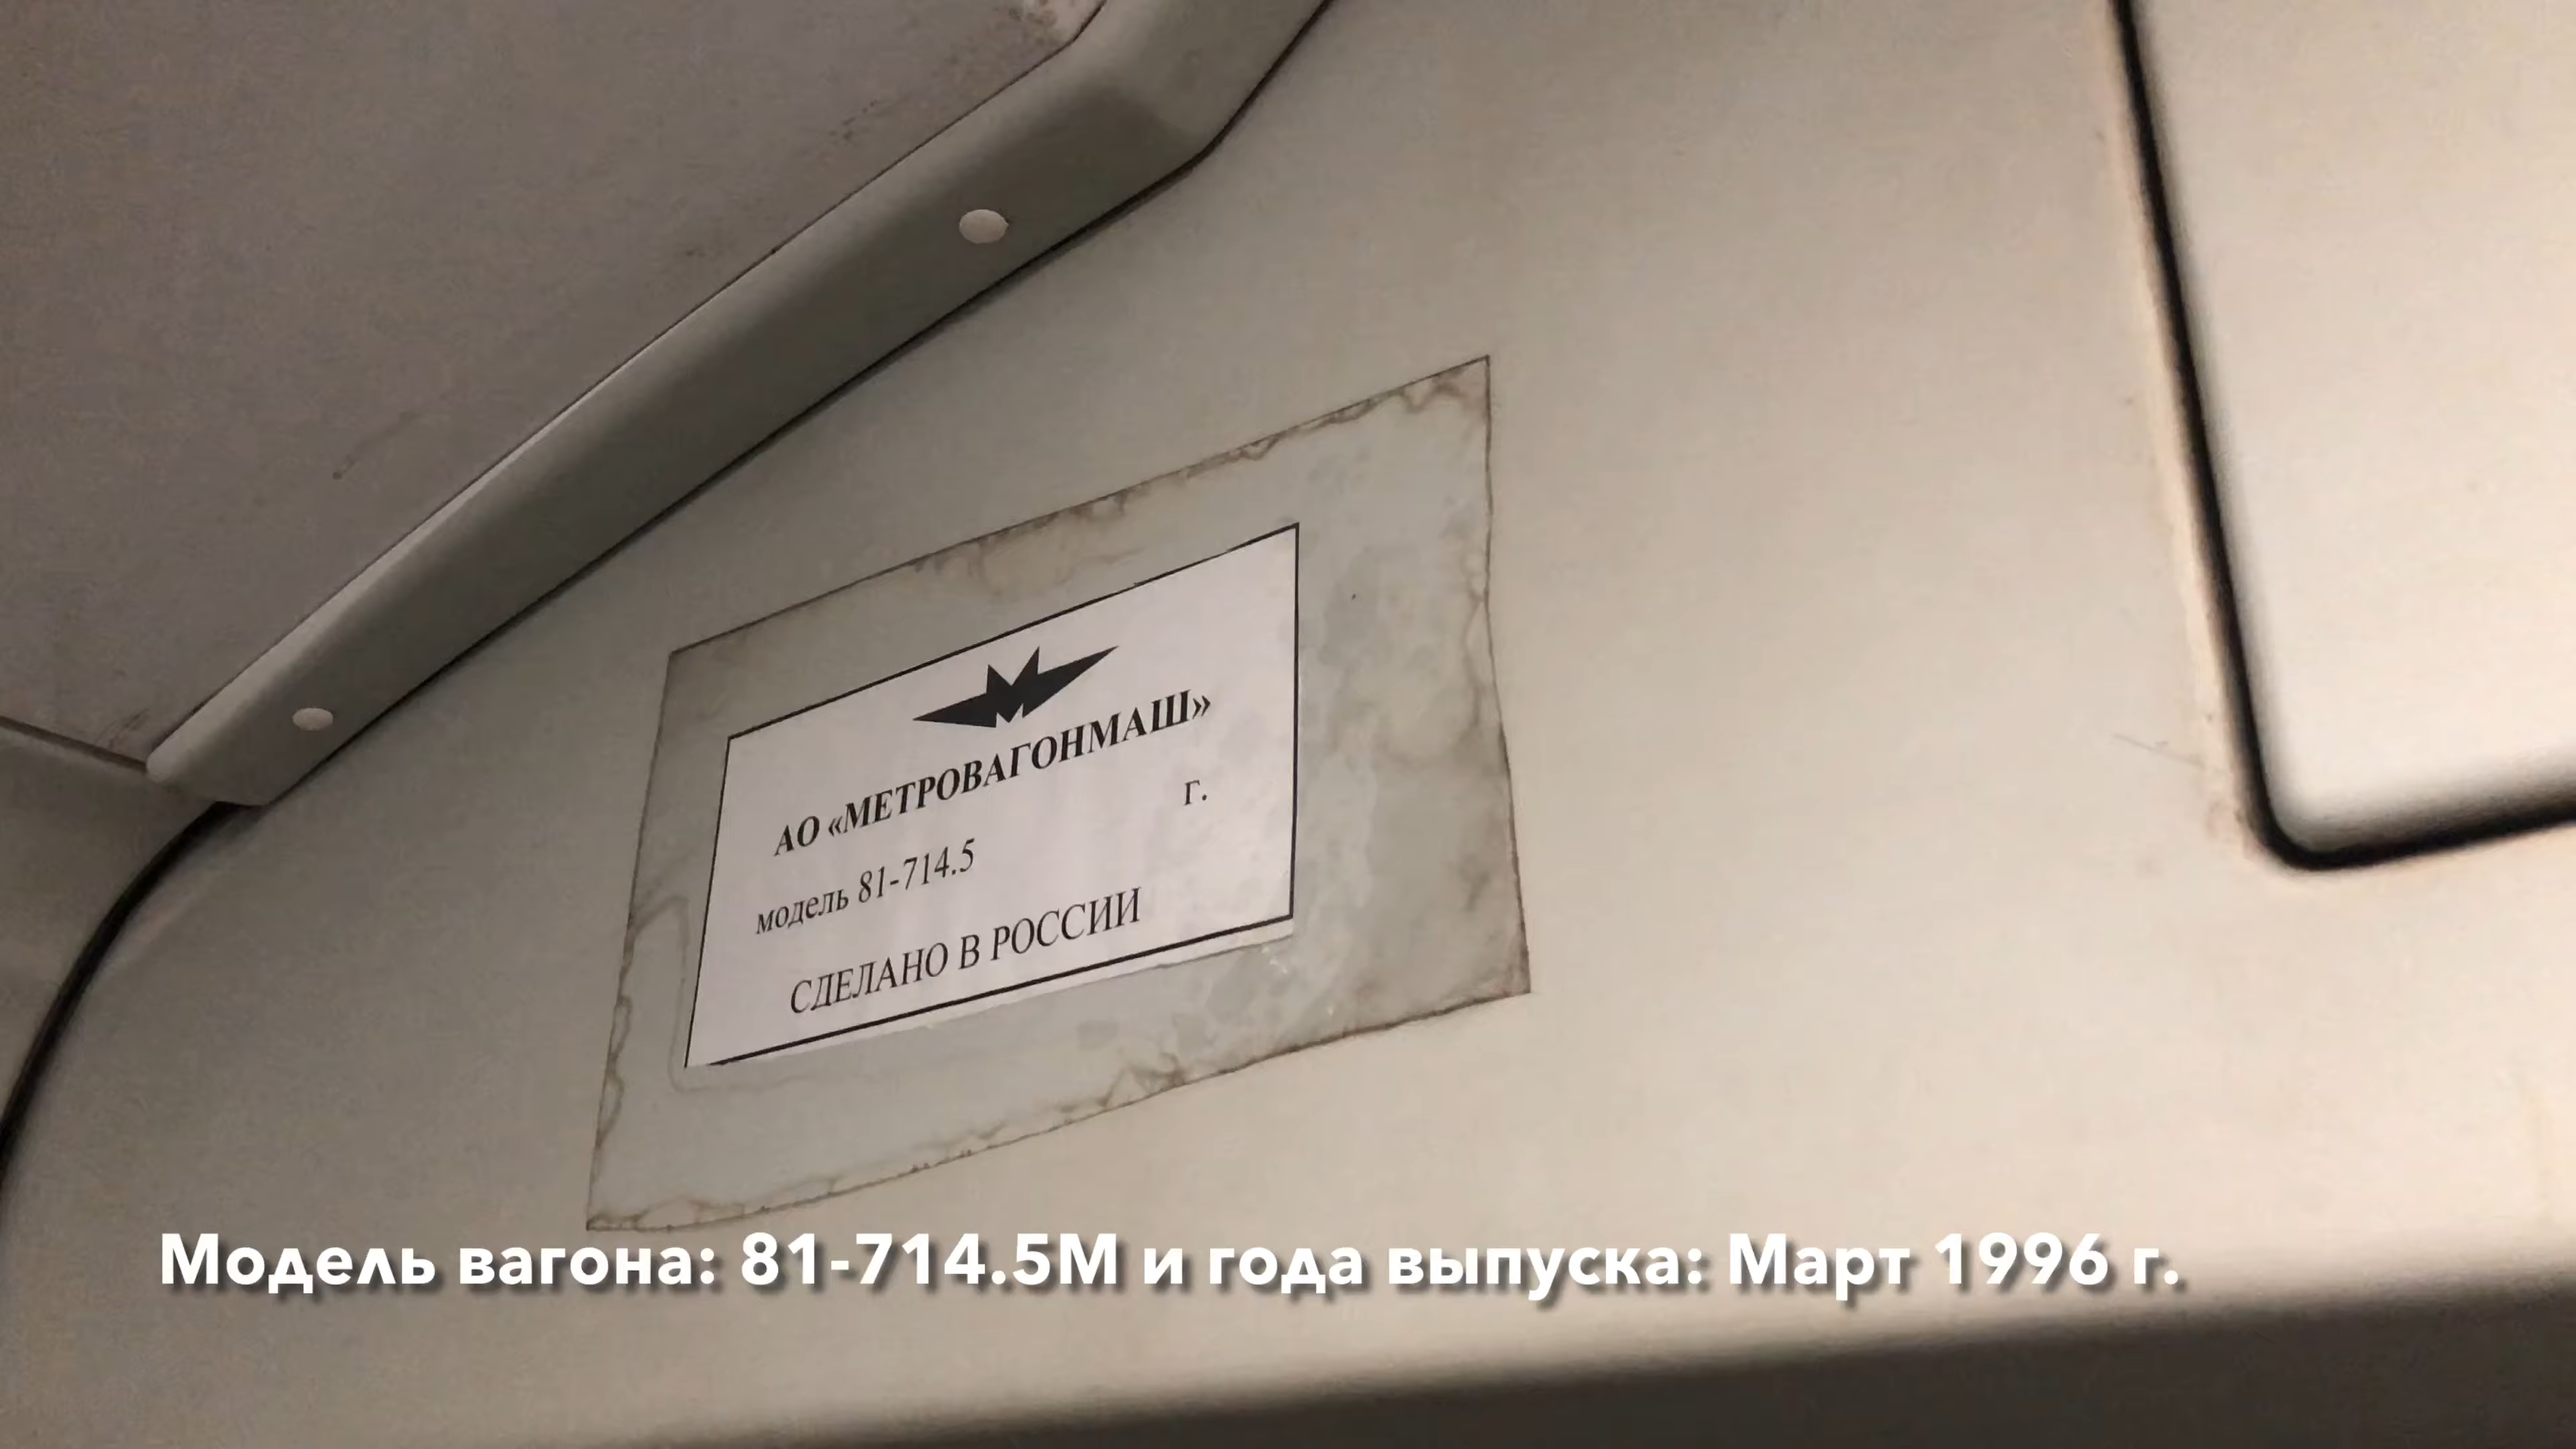 АО «МЕТРОВАГОНМАШ»
модель 81-714.5 г.
СДЕЛАНО В РОССИИ
Модель вагона: 81-714.5М и года выпуска: Март 1996 г.